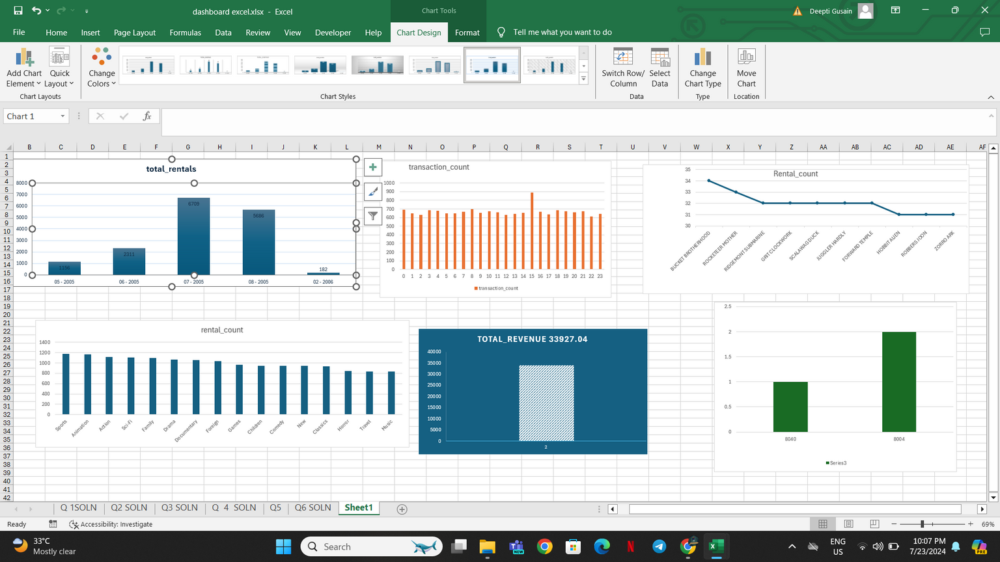 dashboard excel.xlsx - Excel
Chart Tools
Deepti Gusain
File Home Insert Page Layout Formulas Data Review View Developer Help Chart Design Format Tell me what you want to do
Add Chart Element
Quick Layout
Change Colors
Switch Row/ Column
Select Data
Change Chart Type
Move Chart
Chart Layouts Chart Styles Data Type Location
Chart 1
fx
B C D E F G H I J K L M N O P Q R S T U V W X Y Z AA AB AC AD AE AF
1
2
3
4
5
6
7
8
9
10
11
12
13
14
15
16
17
18
19
20
21
22
23
24
25
26
27
28
29
30
31
32
33
34
35
36
37
38
39
40
41
42
total_rentals
8000
7000
6000
5000
4000
3000
2000
1000
0
1156 2311 6709 5686 182
05 - 2005 06 - 2005 07 - 2005 08 - 2005 02 - 2006
transaction_count
1000
900
800
700
600
500
400
300
200
100
0
0 1 2 3 4 5 6 7 8 9 10 11 12 13 14 15 16 17 18 19 20 21 22 23
transaction_count
Rental_count
35
34
33
32
31
30
BUCKET BROTHERHOOD
ROCKETEER MOTHER
RIDGEMONT SUBMARINE
GRIT CLOCKWORK
SCALAWAG DUCK
JUGGLER HARDLY
FORWARD TEMPLE
HOBBIT ALIEN
ROBBERS JOON
ZORRO ARK
rental_count
1400
1200
1000
800
600
400
200
0
Sports
Animation
Action
Sci-Fi
Family
Drama
Documentary
Foreign
Games
Children
Comedy
New
Classics
Horror
Travel
Music
TOTAL_REVENUE 33927.04
40000
35000
30000
25000
20000
15000
10000
5000
0
2
2.5
2
1.5
1
0.5
0
8040 8004
Series3
Q 1SOLN Q2 SOLN Q3 SOLN Q 4 SOLN Q5 Q6 SOLN Sheet1
Ready Accessibility: Investigate 69%
33°C
Mostly clear
Search
NEW
ENG
US
10:07 PM
7/23/2024
PRE